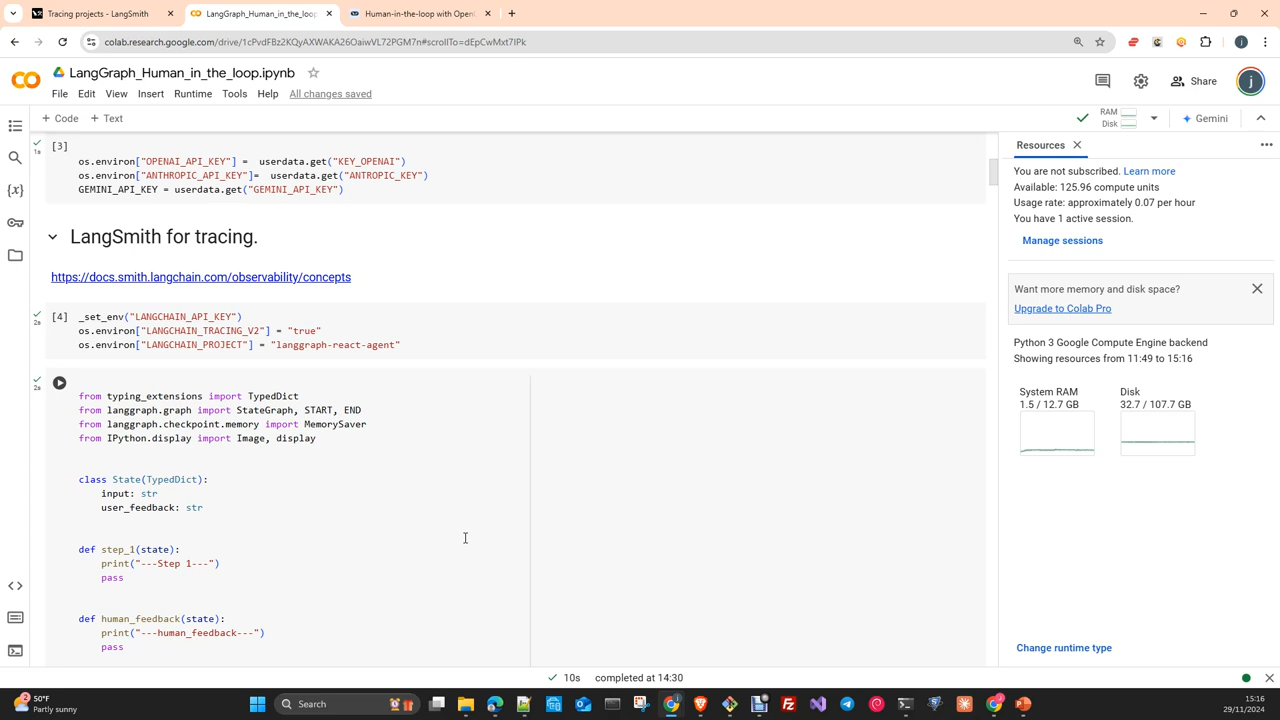 Tracing projects - LangSmith
LangGraph_Human_in_the_loop
Human-in-the-loop with Open
colab.research.google.com/drive/1cPvdFBz2KQyAXWAKA26OaiwVL72PGM7n#scrollTo=dEpCwMxt7IPk
LangGraph_Human_in_the_loop.ipynb
File Edit View Insert Runtime Tools Help All changes saved
Share
+ Code + Text
RAM
Disk
Gemini
Resources
[3]
1s
os.environ["OPENAI_API_KEY"] = userdata.get("KEY_OPENAI")
os.environ["ANTHROPIC_API_KEY"]= userdata.get("ANTROPIC_KEY")
GEMINI_API_KEY = userdata.get("GEMINI_API_KEY")
LangSmith for tracing.
https://docs.smith.langchain.com/observability/concepts
[4] _set_env("LANGCHAIN_API_KEY")
2s
os.environ["LANGCHAIN_TRACING_V2"] = "true"
os.environ["LANGCHAIN_PROJECT"] = "langgraph-react-agent"
2s
from typing_extensions import TypedDict
from langgraph.graph import StateGraph, START, END
from langgraph.checkpoint.memory import MemorySaver
from IPython.display import Image, display
class State(TypedDict):
input: str
user_feedback: str
def step_1(state):
print("---Step 1---")
pass
def human_feedback(state):
print("---human_feedback---")
pass
You are not subscribed. Learn more
Available: 125.96 compute units
Usage rate: approximately 0.07 per hour
You have 1 active session.
Manage sessions
Want more memory and disk space?
Upgrade to Colab Pro
Python 3 Google Compute Engine backend
Showing resources from 11:49 to 15:16
System RAM
1.5 / 12.7 GB
Disk
32.7 / 107.7 GB
Change runtime type
10s completed at 14:30
2
50°F
Partly sunny
Search
15:16
29/11/2024